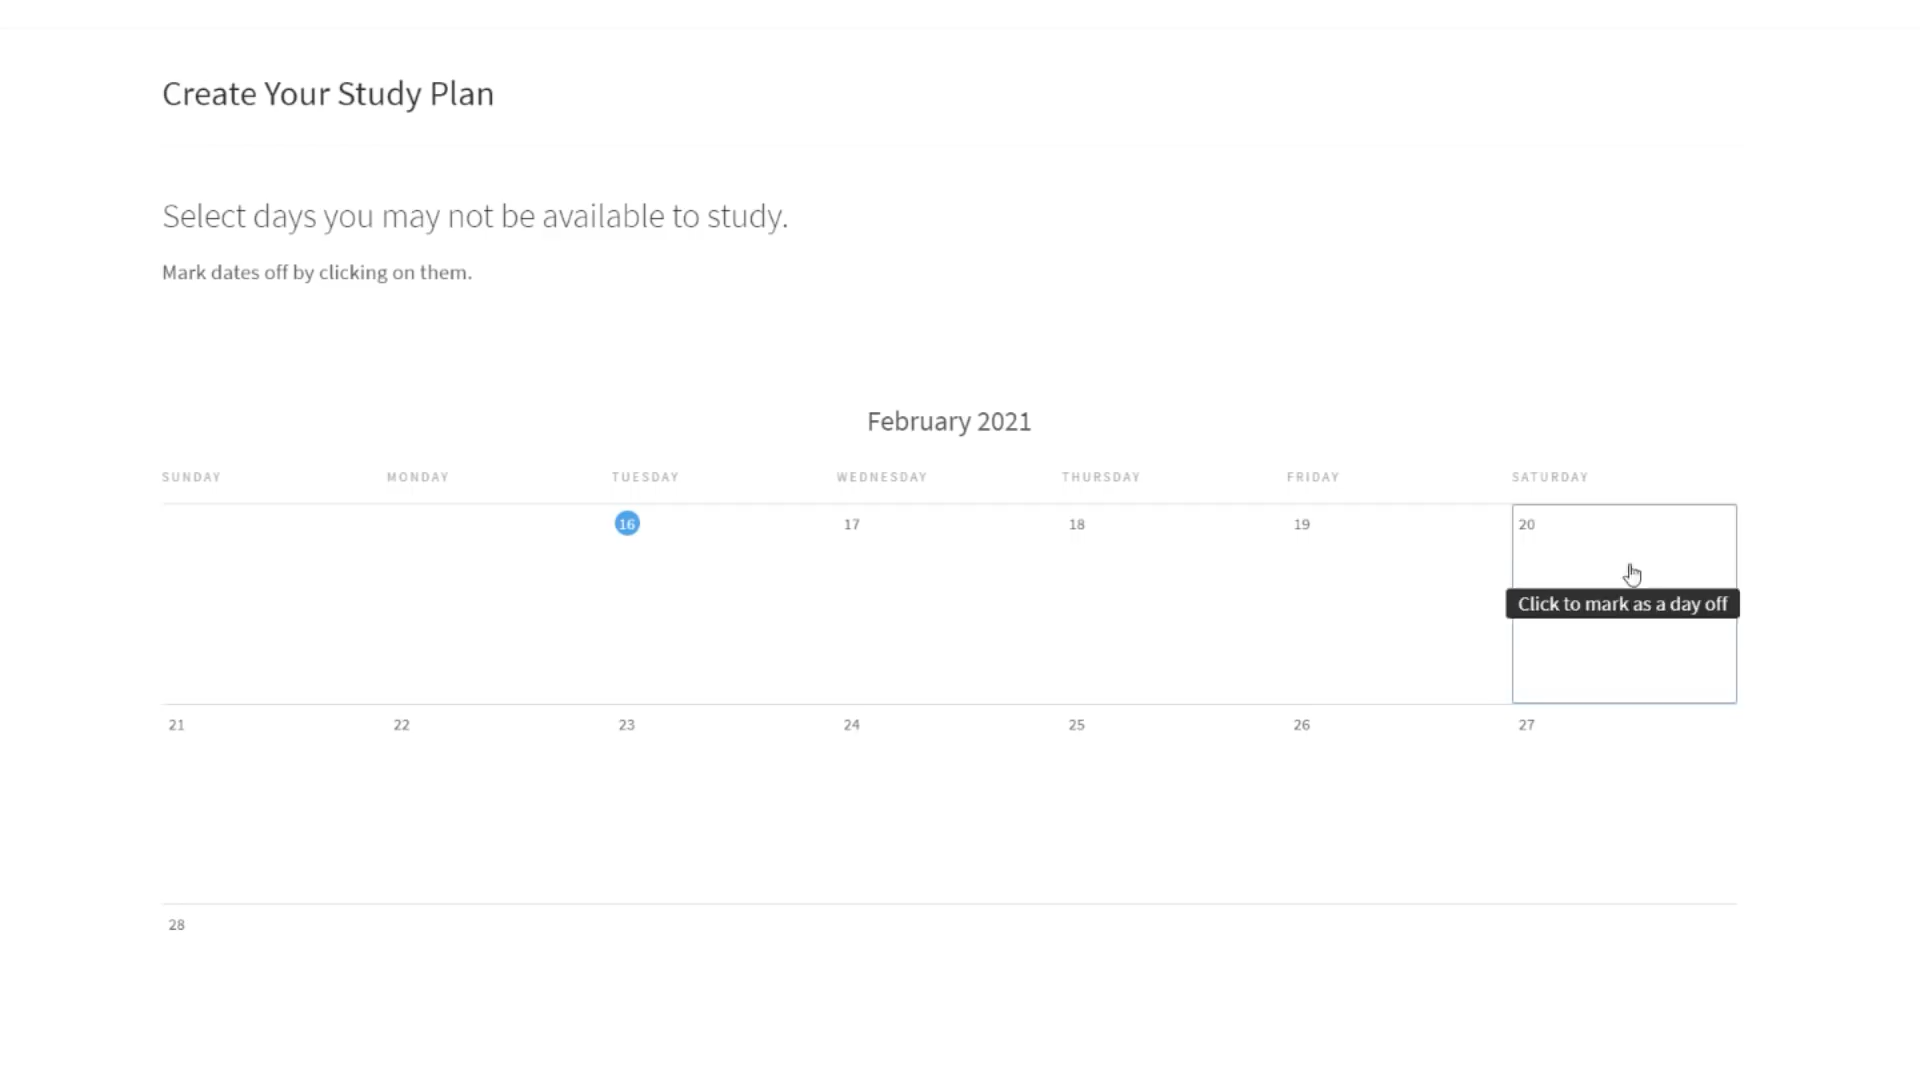 Create Your Study Plan
Select days you may not be available to study.
Mark dates off by clicking on them.
February 2021
SUNDAY MONDAY TUESDAY WEDNESDAY THURSDAY FRIDAY SATURDAY
16 17 18 19 20
Click to mark as a day off
21 22 23 24 25 26 27
28